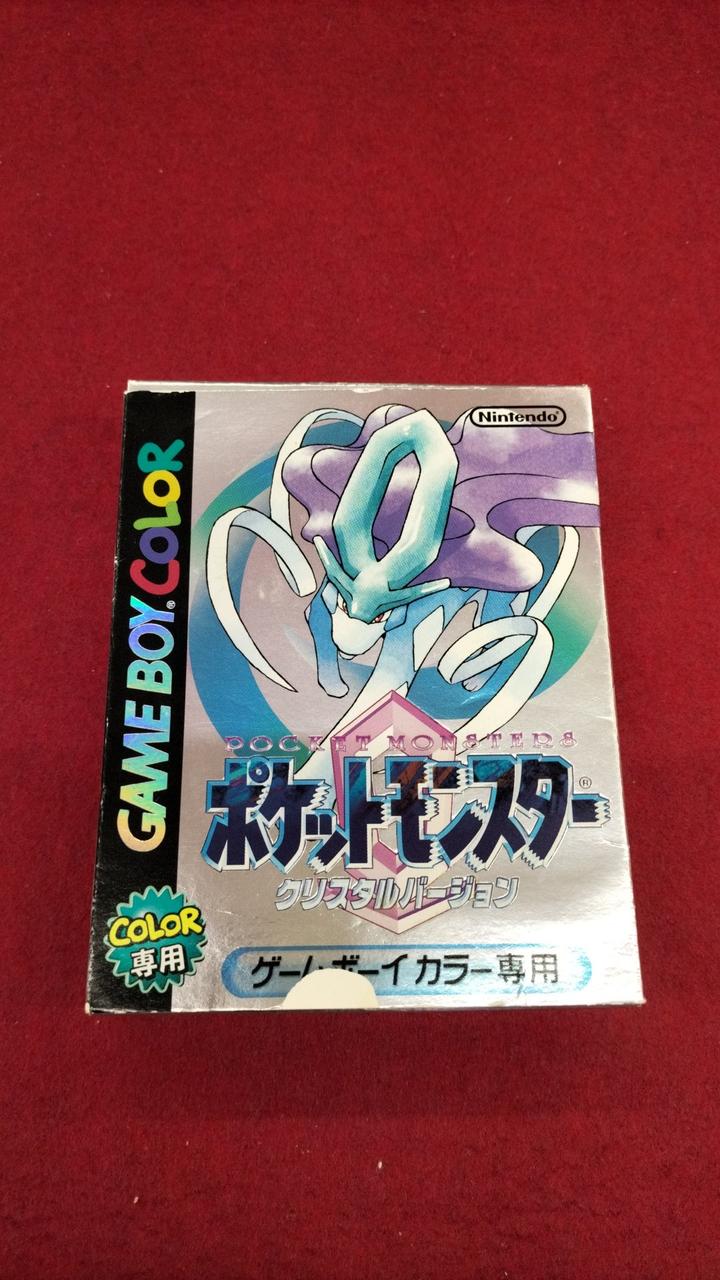 Nintendo®
GAME BOY® COLOR
POCKET MONSTERS
ポケットモンスター®
クリスタルバージョン
COLOR
専用
ゲームボーイカラー専用